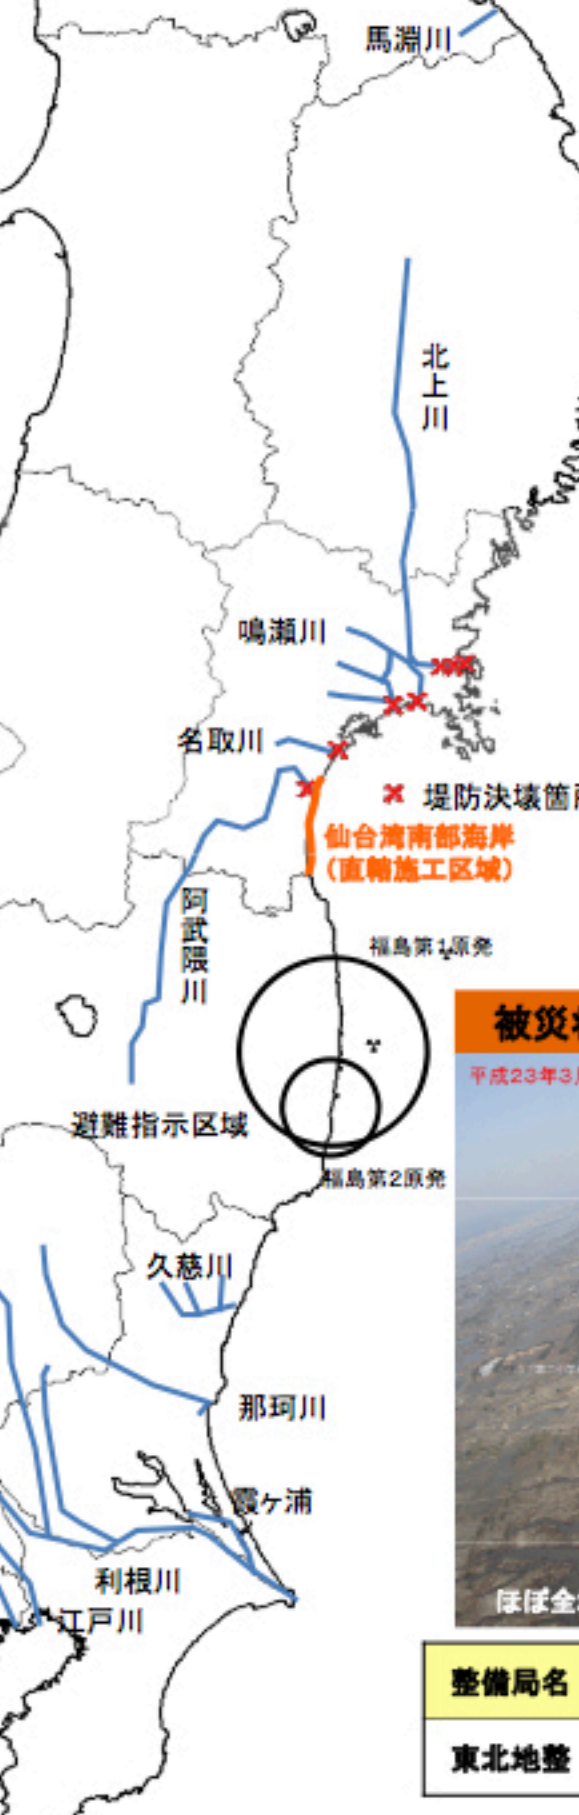 馬淵川
北上川
鳴瀬川
名取川
堤防決壊箇所
仙台湾南部海岸
(直轄施工区域)
阿武隈川
福島第1原発
被災
平成23年3
避難指示区域
福島第2原発
久慈川
那珂川
霞ヶ浦
利根川
江戸川
ほぼ全
整備局名
東北地整